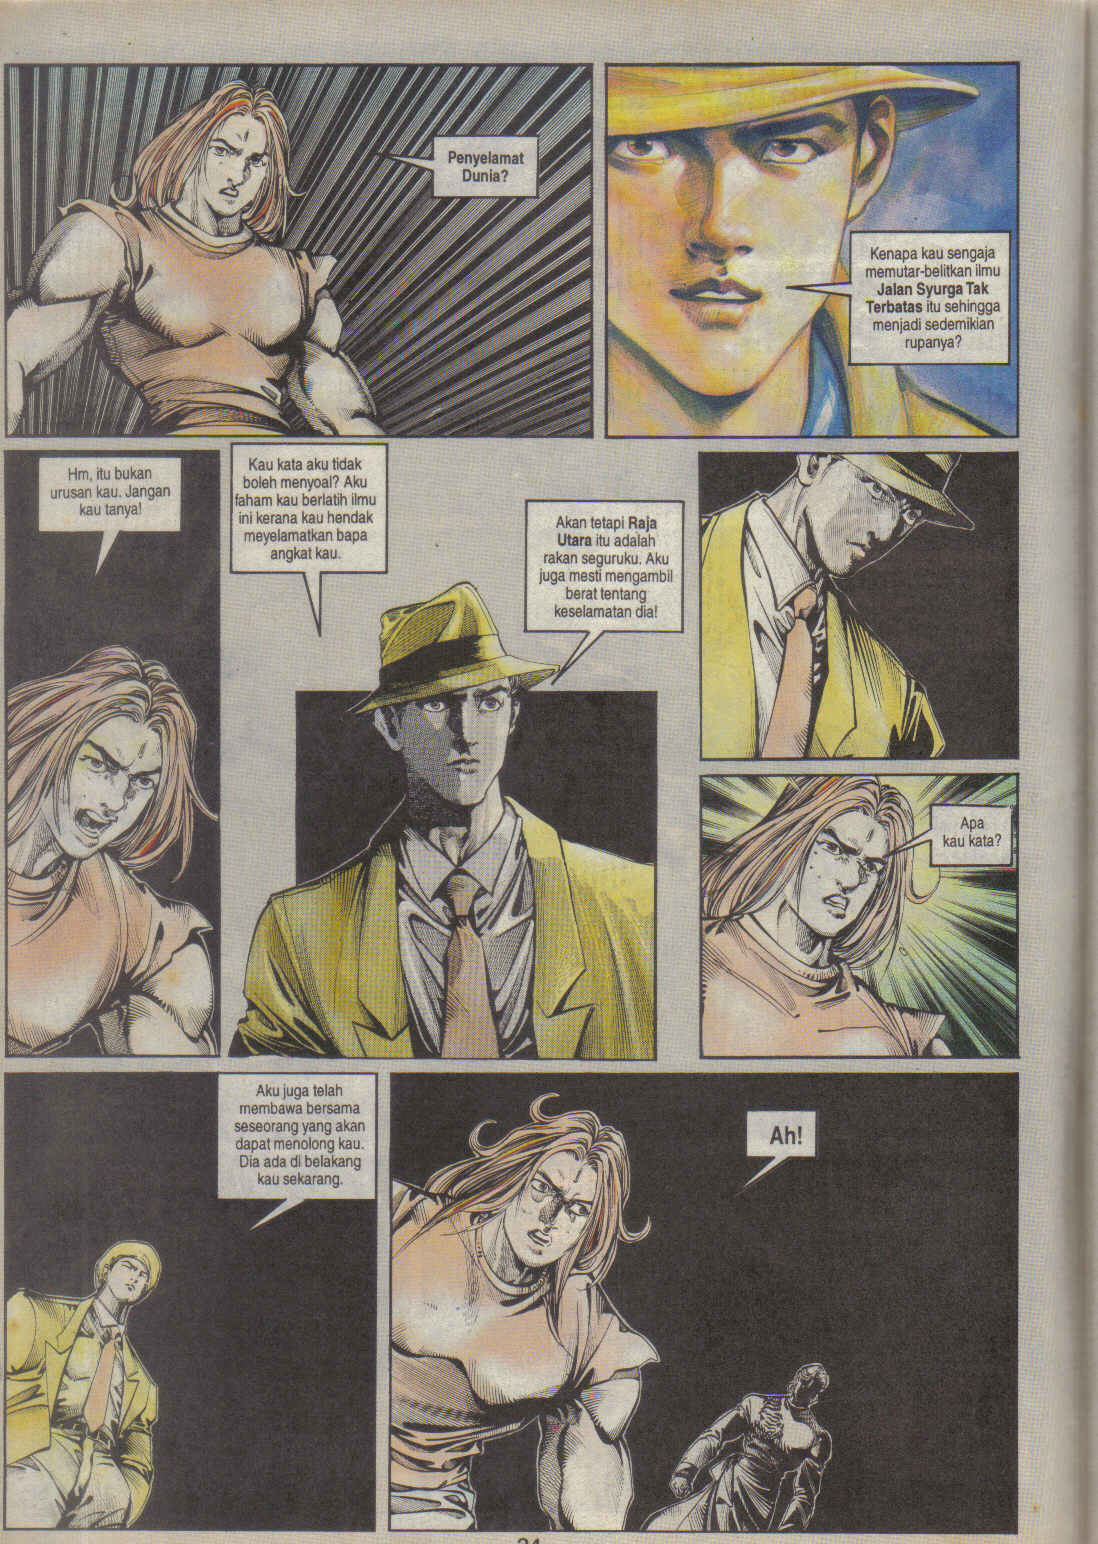 Penyelamat
Dunia?
Kenapa kau sengaja
memutar-belitkan ilmu
Jalan Syurga Tak
Terbatas itu sehingga
menjadi sedemikian
rupanya?
Hm, itu bukan
urusan kau. Jangan
kau tanya!
Kau kata aku tidak
boleh menyoal? Aku
faham kau berlatih ilmu
ini kerana kau hendak
meyelamatkan bapa
angkat kau.
Akan tetapi Raja
Utara itu adalah
rakan seguruku. Aku
juga mesti mengambil
berat tentang
keselamatan dia!
Apa
kau kata?
Aku juga telah
membawa bersama
seseorang yang akan
dapat menolong kau.
Dia ada di belakang
kau sekarang.
Ah!